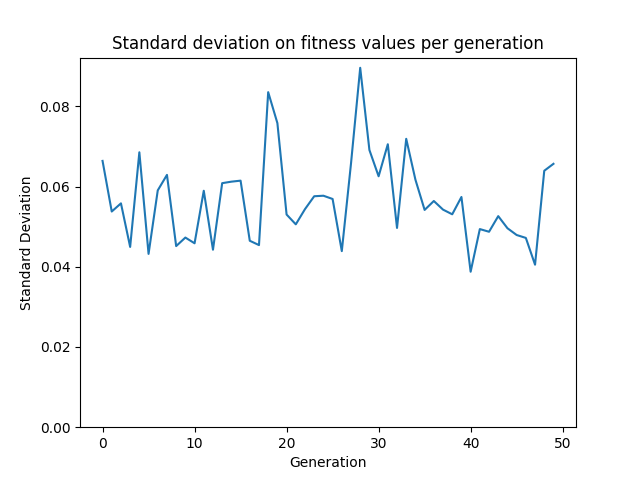 Standard deviation on fitness values per generation
Standard Deviation
0.08
0.06
0.04
0.02
0.00
0 10 20 30 40 50
Generation